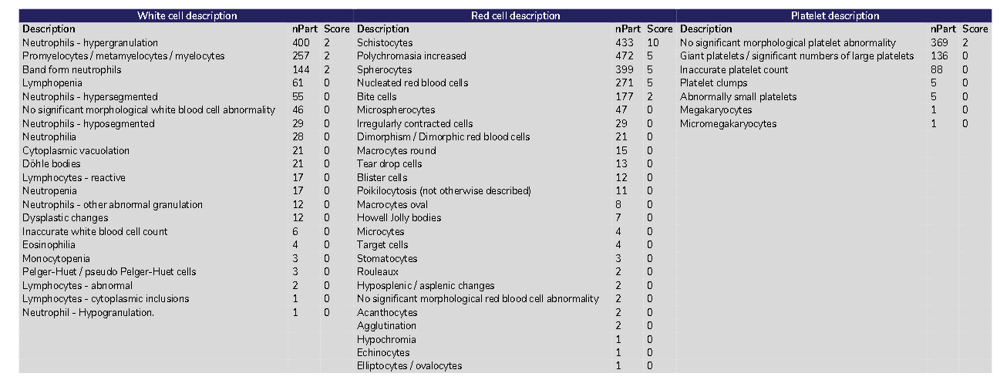 White cell description Red cell description Platelet description
Description nPart Score Description nPart Score Description nPart Score
Neutrophils - hypergranulation 400 2 Schistocytes 433 10 No significant morphological platelet abnormality 369 2
Promyelocytes / metamyelocytes / myelocytes 257 2 Polychromasia increased 472 5 Giant platelets / significant numbers of large platelets 136 0
Band form neutrophils 144 2 Spherocytes 399 5 Inaccurate platelet count 88 0
Lymphopenia 61 0 Nucleated red blood cells 271 5 Platelet clumps 5 0
Neutrophils - hypersegmented 55 0 Bite cells 177 2 Abnormally small platelets 5 0
No significant morphological white blood cell abnormality 46 0 Microspherocytes 47 0 Megakaryocytes 1 0
Neutrophils - hyposegmented 29 0 Irregularly contracted cells 29 0 Micromegakaryocytes 1 0
Neutrophilia 28 0 Dimorphism / Dimorphic red blood cells 21 0
Cytoplasmic vacuolation 21 0 Macrocytes round 15 0
Döhle bodies 21 0 Tear drop cells 13 0
Lymphocytes - reactive 17 0 Blister cells 12 0
Neutropenia 17 0 Poikilocytosis (not otherwise described) 11 0
Neutrophils - other abnormal granulation 12 0 Macrocytes oval 8 0
Dysplastic changes 12 0 Howell Jolly bodies 7 0
Inaccurate white blood cell count 6 0 Microcytes 4 0
Eosinophilia 4 0 Target cells 4 0
Monocytopenia 3 0 Stomatocytes 3 0
Pelger-Huet / pseudo Pelger-Huet cells 3 0 Rouleaux 2 0
Lymphocytes - abnormal 2 0 Hyposplenic / asplenic changes 2 0
Lymphocytes - cytoplasmic inclusions 1 0 No significant morphological red blood cell abnormality 2 0
Neutrophil - Hypogranulation. 1 0 Acanthocytes 2 0
Agglutination 2 0
Hypochromia 1 0
Echinocytes 1 0
Elliptocytes / ovalocytes 1 0